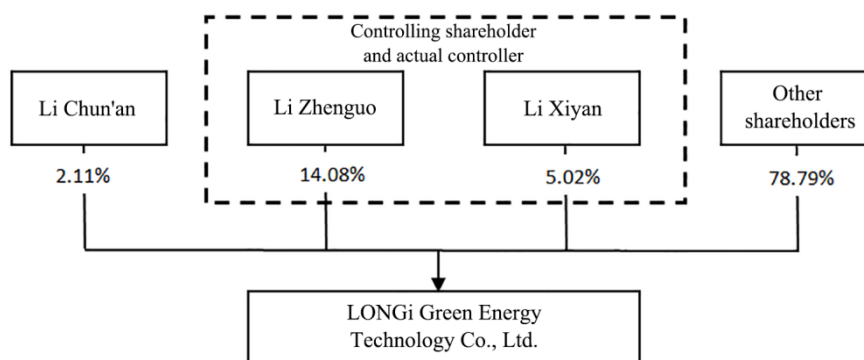 Controlling shareholder
and actual controller
Li Chun'an
Li Zhenguo
Li Xiyan
Other
shareholders
2.11%
14.08%
5.02%
78.79%
LONGi Green Energy
Technology Co., Ltd.